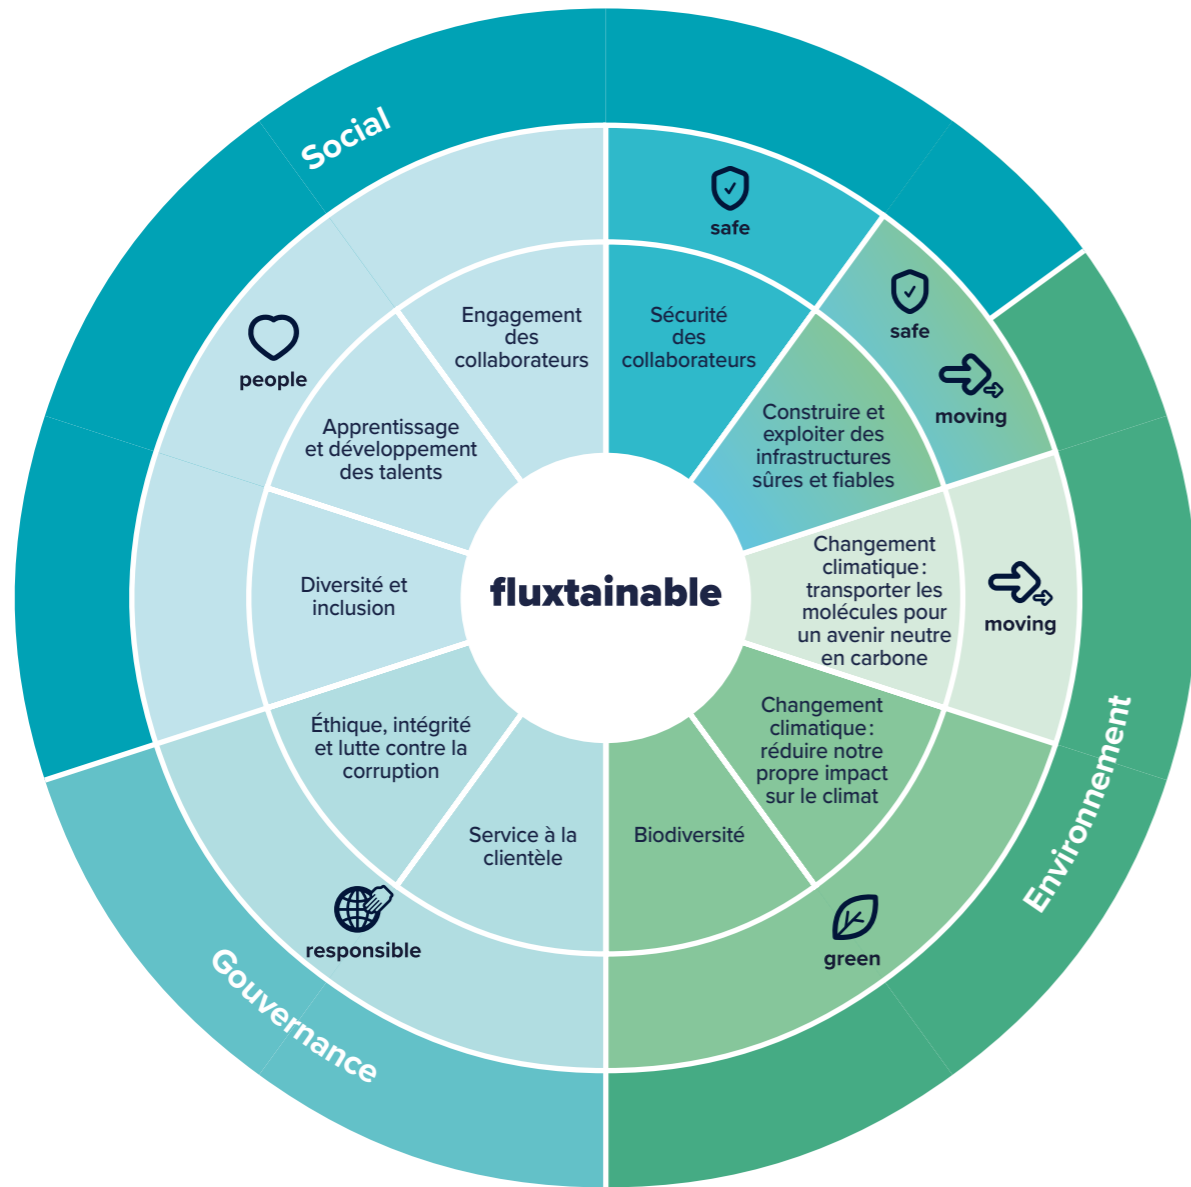 Social
safe
safe
moving
people
Engagement
des
collaborateurs
Sécurité
des
collaborateurs
Apprentissage
et développement
des talents
Construire et
exploiter des
infrastructures
sûres et fiables
Diversité et
inclusion
fluxtainable
Changement
climatique :
transporter les
molécules pour
un avenir neutre
en carbone
moving
Éthique, intégrité
et lutte contre la
corruption
Changement
climatique :
réduire notre
propre impact
sur le climat
Service à la
clientèle
Biodiversité
responsible
green
Gouvernance
Environnement